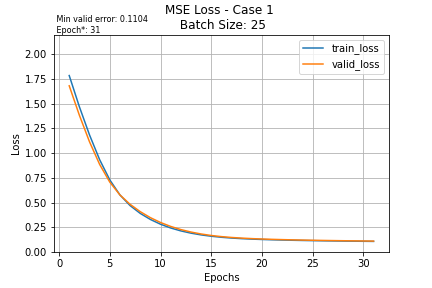 Min valid error: 0.1104
Epoch*: 31
MSE Loss - Case 1
Batch Size: 25
train_loss
valid_loss
Loss
2.00
1.75
1.50
1.25
1.00
0.75
0.50
0.25
0.00
0
5
10
15
20
25
30
Epochs